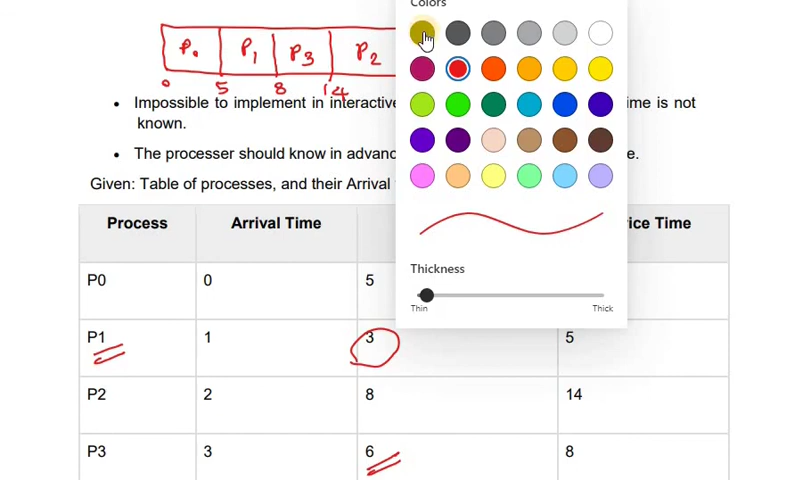 Colors
P₀ P₁ P₃ P₂
0 5 8 14
Impossible to implement in interactive ime is not
known.
The processer should know in advanc e.
Given: Table of processes, and their Arrival
Process Arrival Time ice Time
Thickness
Thin Thick
P0 0 5
P1 1 3 5
P2 2 8 14
P3 3 6 8